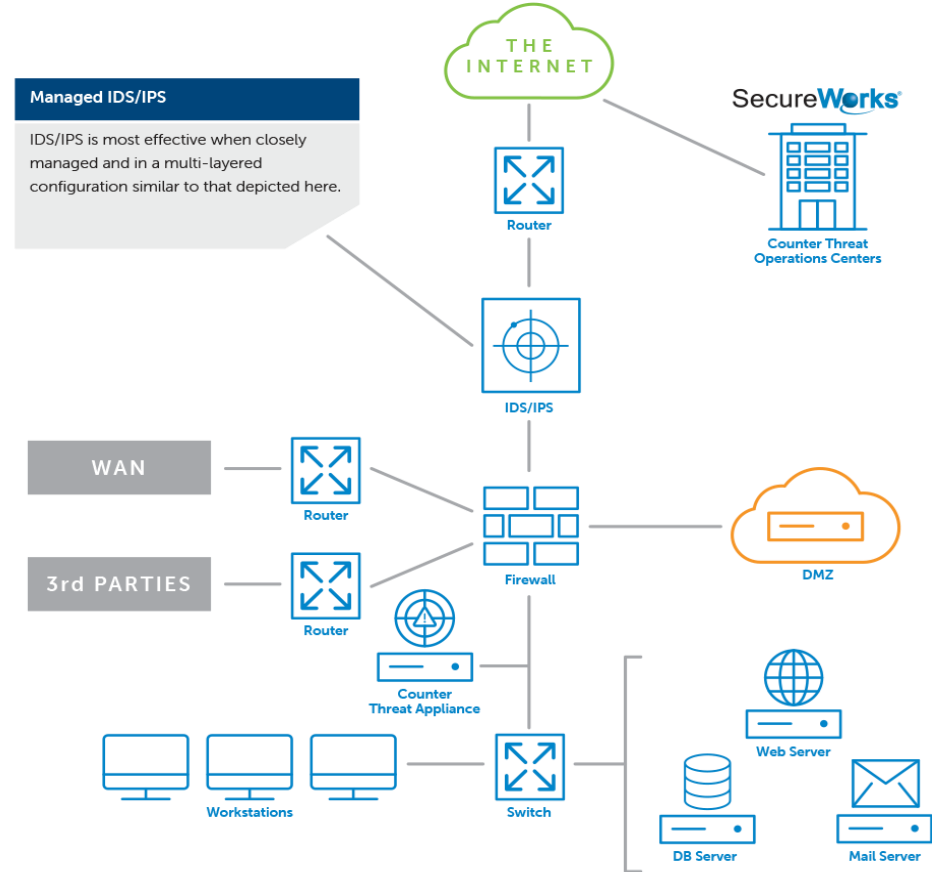 THE
INTERNET
Managed IDS/IPS
IDS/IPS is most effective when closely
managed and in a multi-layered
configuration similar to that depicted here.
SecureWorks®
Router
Counter Threat
Operations Centers
IDS/IPS
WAN
Router
Firewall
DMZ
3rd PARTIES
Router
Counter
Threat Appliance
Web Server
Workstations
Switch
DB Server
Mail Server